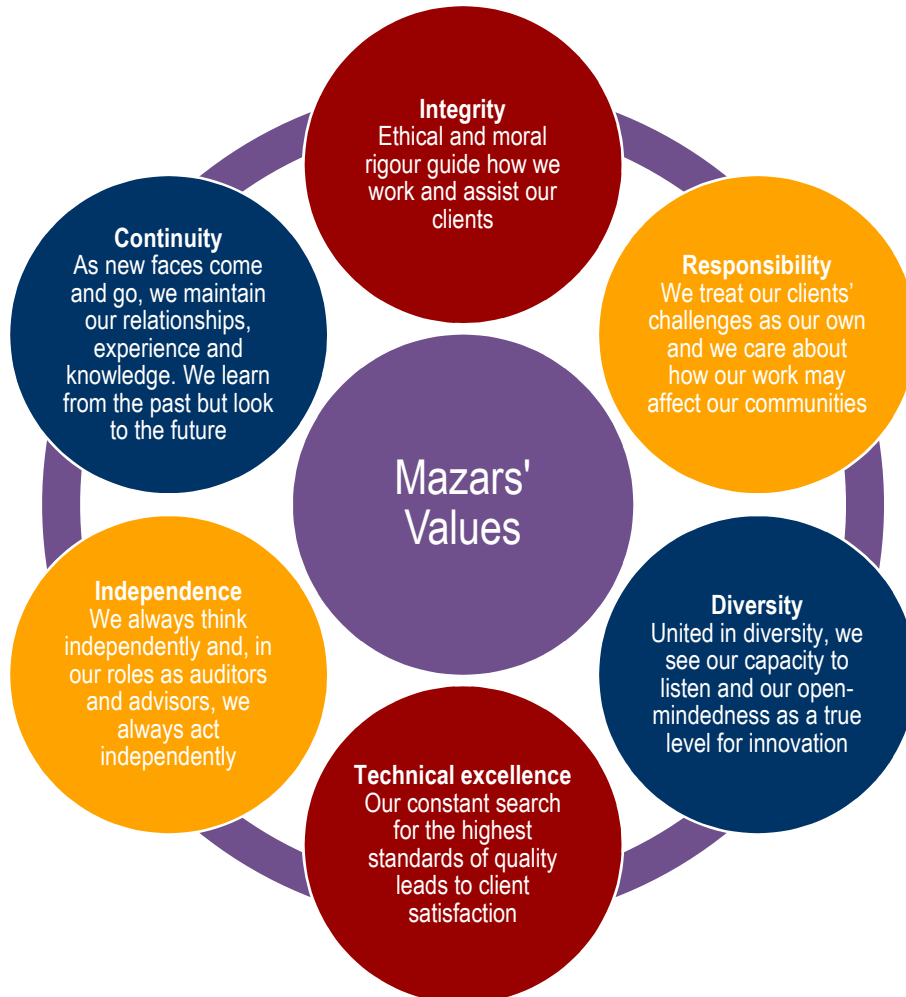 Integrity
Ethical and moral
rigour guide how we
work and assist our
clients
Responsibility
We treat our clients’
challenges as our own
and we care about
how our work may
affect our communities
Diversity
United in diversity, we
see our capacity to
listen and our open-
mindedness as a true
level for innovation
Technical excellence
Our constant search
for the highest
standards of quality
leads to client
satisfaction
Independence
We always think
independently and, in
our roles as auditors
and advisors, we
always act
independently
Continuity
As new faces come
and go, we maintain
our relationships,
experience and
knowledge. We learn
from the past but look
to the future
Mazars'
Values